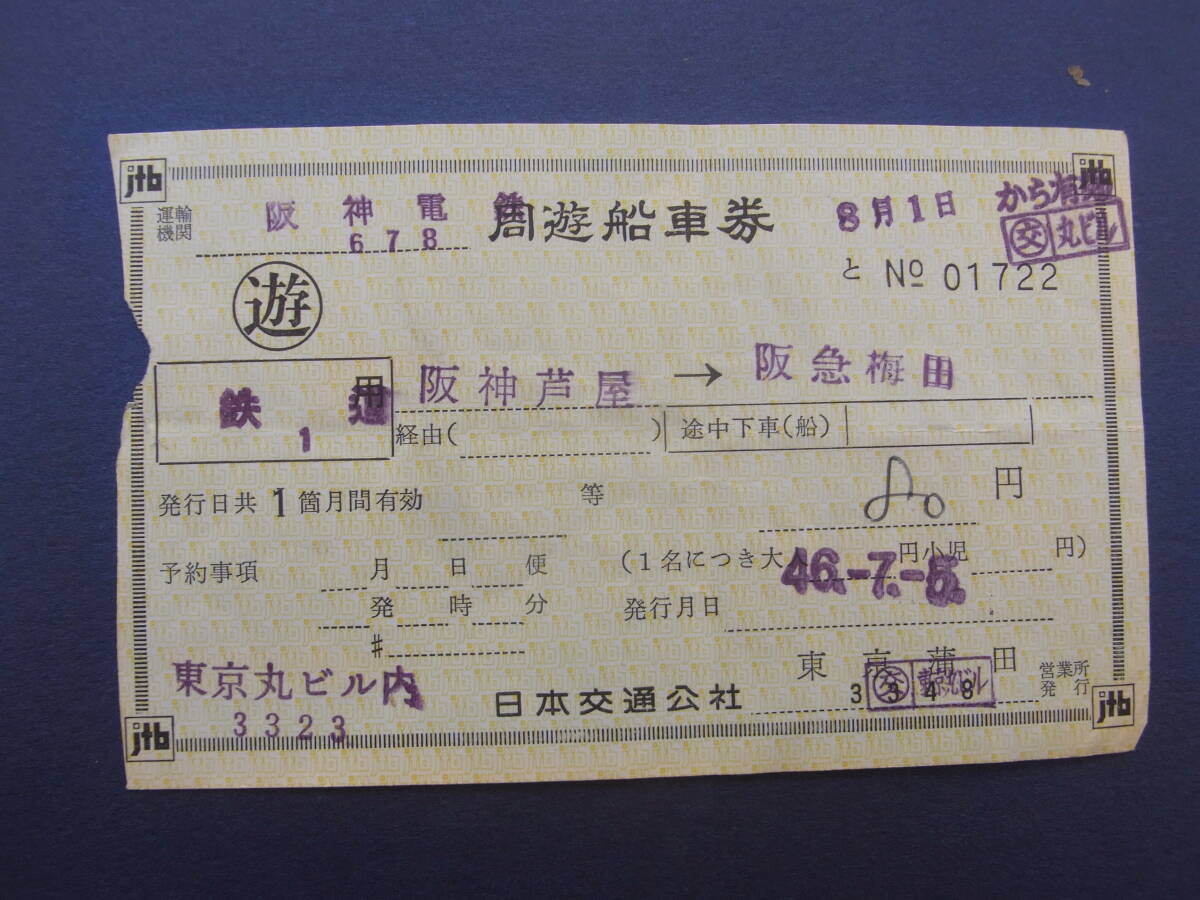 jtb jtb
運輸機関 阪神電鉄 周遊船車券 8月1日 から有効
678 交 丸ビル
と No 01722
遊
阪神芦屋 → 阪急梅田
鉄道 用
1 経由( ) 途中下車(船)
発行日共 1 箇月間有効 等 円
予約事項 月 日 便 (1名につき大人 円小児 円)
46.-7.-5.
発 時 分 発行月日
#
東京丸ビル内 東京蒲田 営業所発行
3323 日本交通公社 3348
jtb jtb